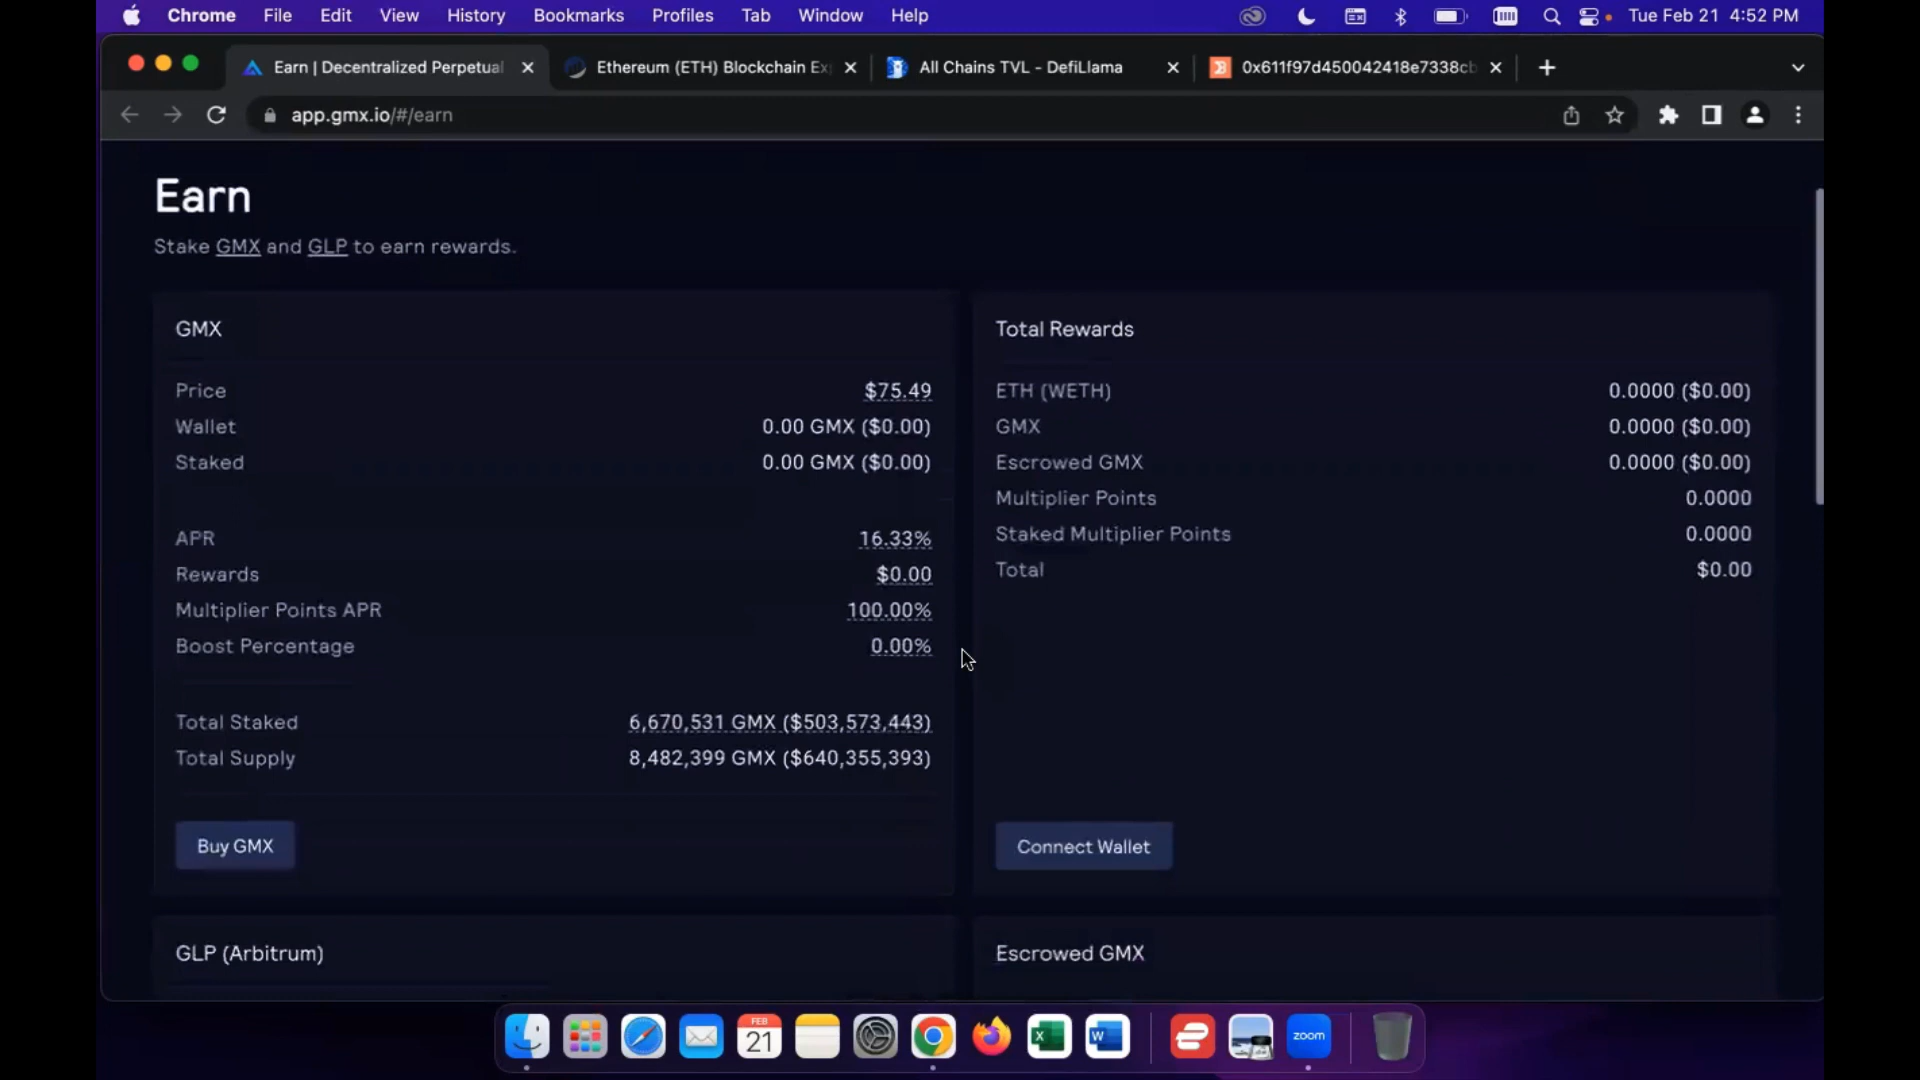 Chrome File Edit View History Bookmarks Profiles Tab Window Help Tue Feb 21 4:52 PM
Earn | Decentralized Perpetual Ethereum (ETH) Blockchain Ex All Chains TVL - DefiLlama 0x611f97d450042418e7338cb
app.gmx.io/#/earn
Earn
Stake GMX and GLP to earn rewards.
GMX
Price $75.49
Wallet 0.00 GMX ($0.00)
Staked 0.00 GMX ($0.00)
APR 16.33%
Rewards $0.00
Multiplier Points APR 100.00%
Boost Percentage 0.00%
Total Staked 6,670,531 GMX ($503,573,443)
Total Supply 8,482,399 GMX ($640,355,393)
Buy GMX
Total Rewards
ETH (WETH) 0.0000 ($0.00)
GMX 0.0000 ($0.00)
Escrowed GMX 0.0000 ($0.00)
Multiplier Points 0.0000
Staked Multiplier Points 0.0000
Total $0.00
Connect Wallet
GLP (Arbitrum)
Escrowed GMX
FEB
21
X
W
zoom